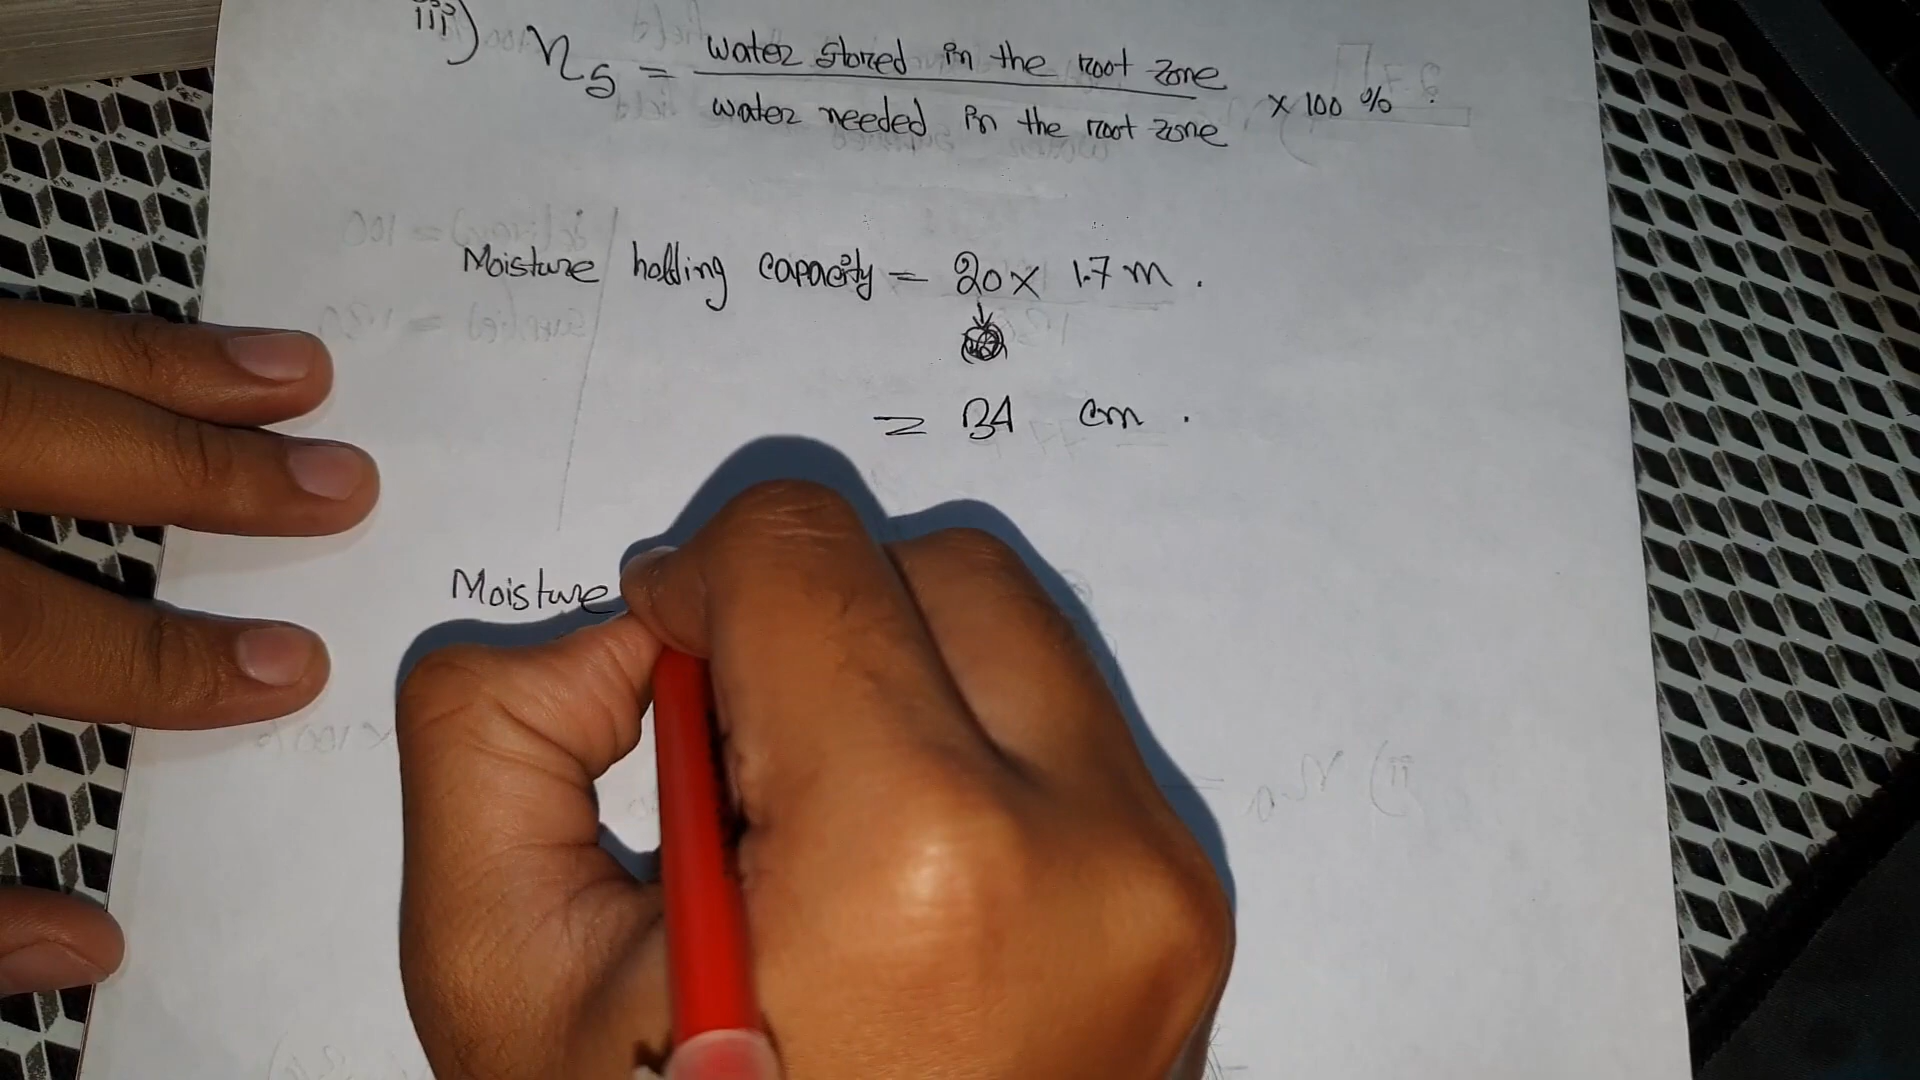 iii) η_s = water stored in the root zone / water needed in the root zone × 100 %
Moisture holding capacity = 20 × 1.7 m .
= 34 cm .
Moisture